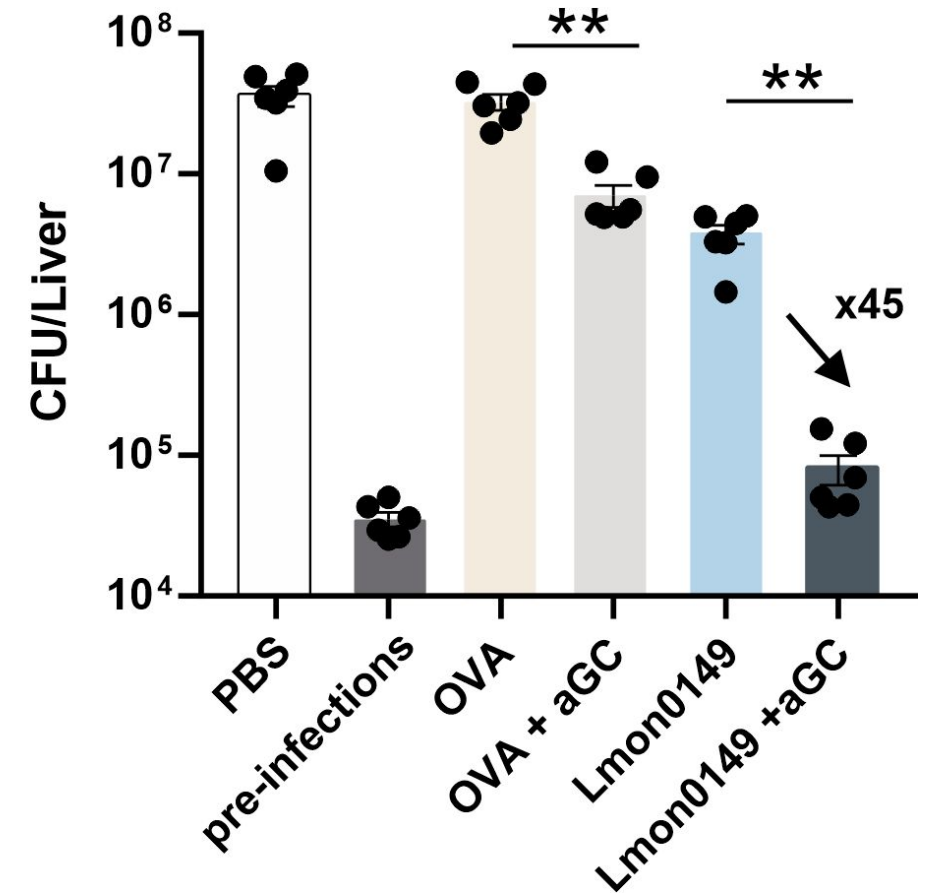 **
**
10⁸
10⁷
10⁶
10⁵
10⁴
CFU/Liver
x45
PBS
pre-infections
OVA
OVA + aGC
Lmon0149
Lmon0149 +aGC